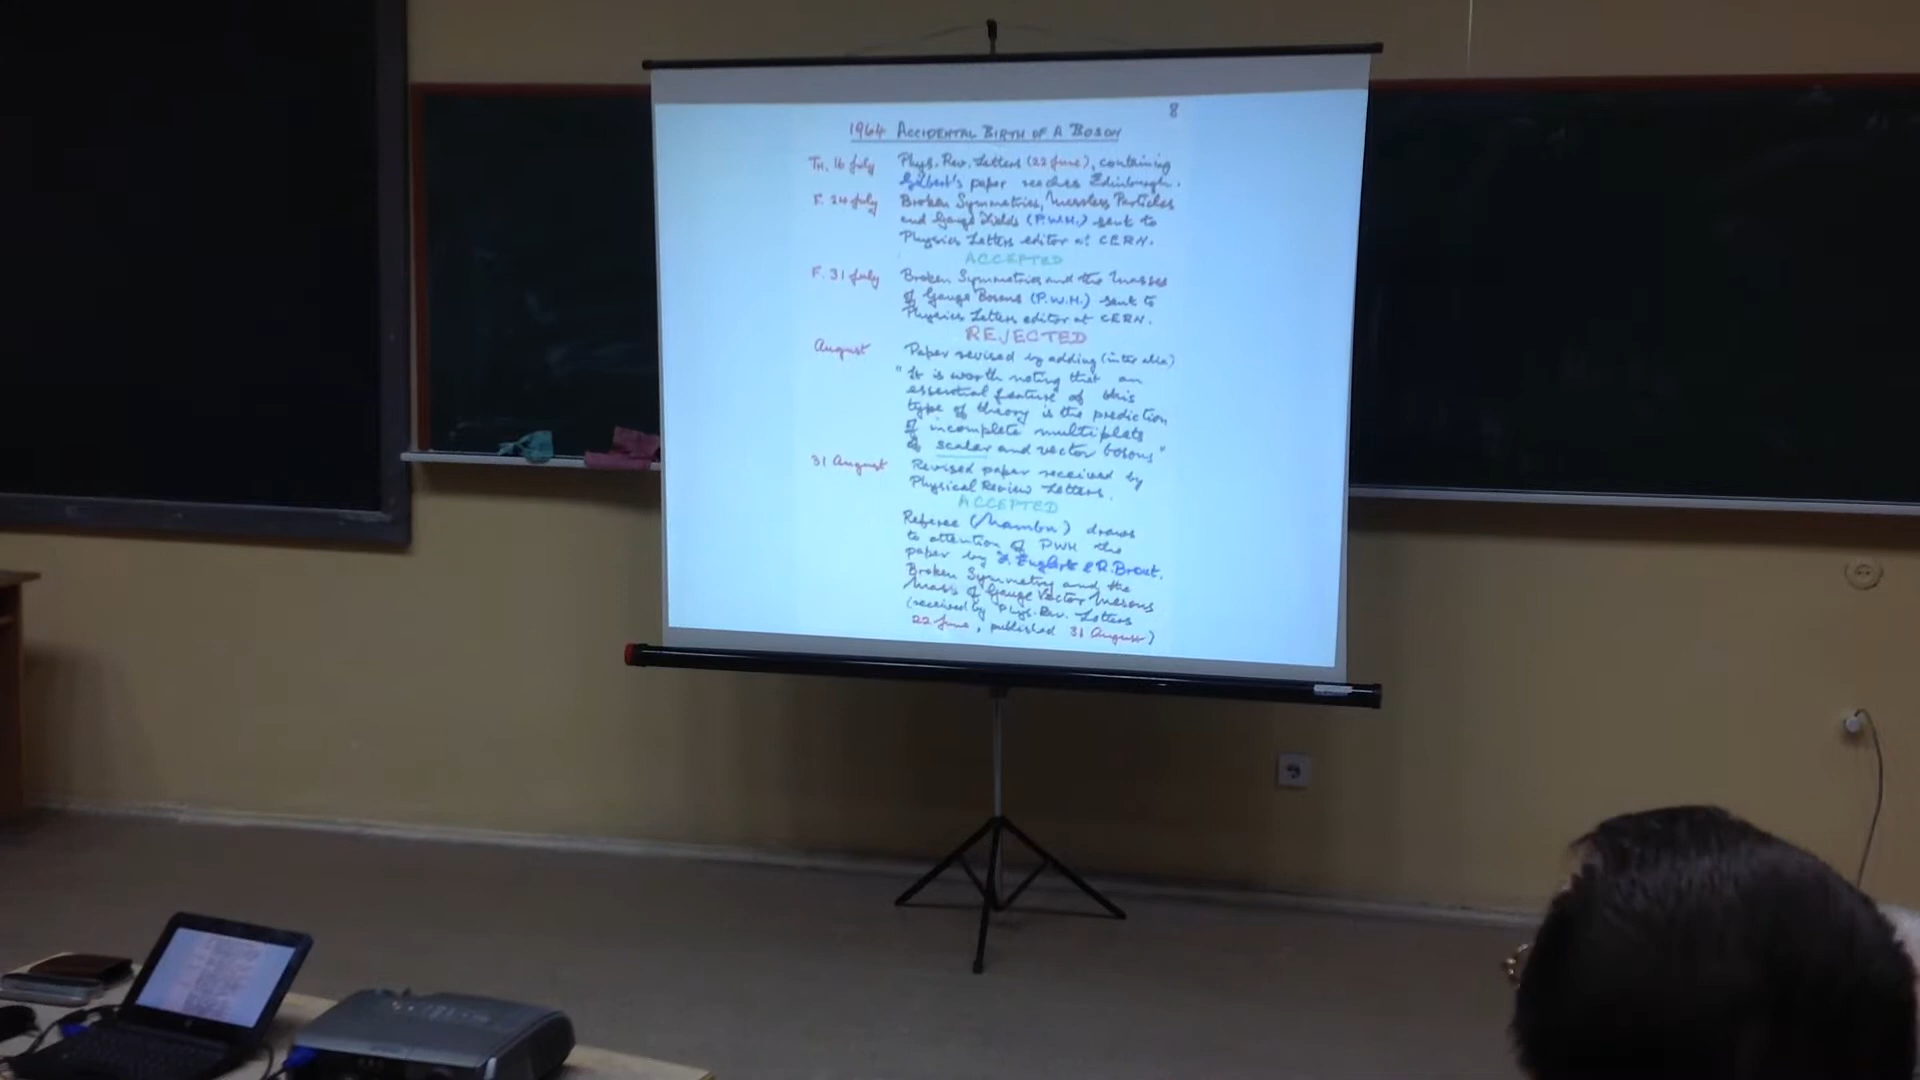 8
1964 ACCIDENTAL BIRTH OF A BOSON
TH. 16 July Phys. Rev. Letters (22 June), containing
Gilbert's paper reaches Edinburgh.
F. 24 July Broken Symmetries, Massless Particles
and Gauge Fields (P.W.H.) sent to
Physics Letters editor at CERN.
ACCEPTED
F. 31 July Broken Symmetries and the Masses
of Gauge Bosons (P.W.H.) sent to
Physics Letters editor at CERN.
REJECTED
August Paper revised by adding (inter alia)
"It is worth noting that an
essential feature of this
type of theory is the prediction
of incomplete multiplets
of scalar and vector bosons"
31 August Revised paper received by
Physical Review Letters.
ACCEPTED
Referee (Nambu) draws
to attention of PWH the
paper by F. Englert & R. Brout,
Broken Symmetry and the
Mass of Gauge Vector Mesons
(received by Phys. Rev. Letters
22 June, published 31 August)